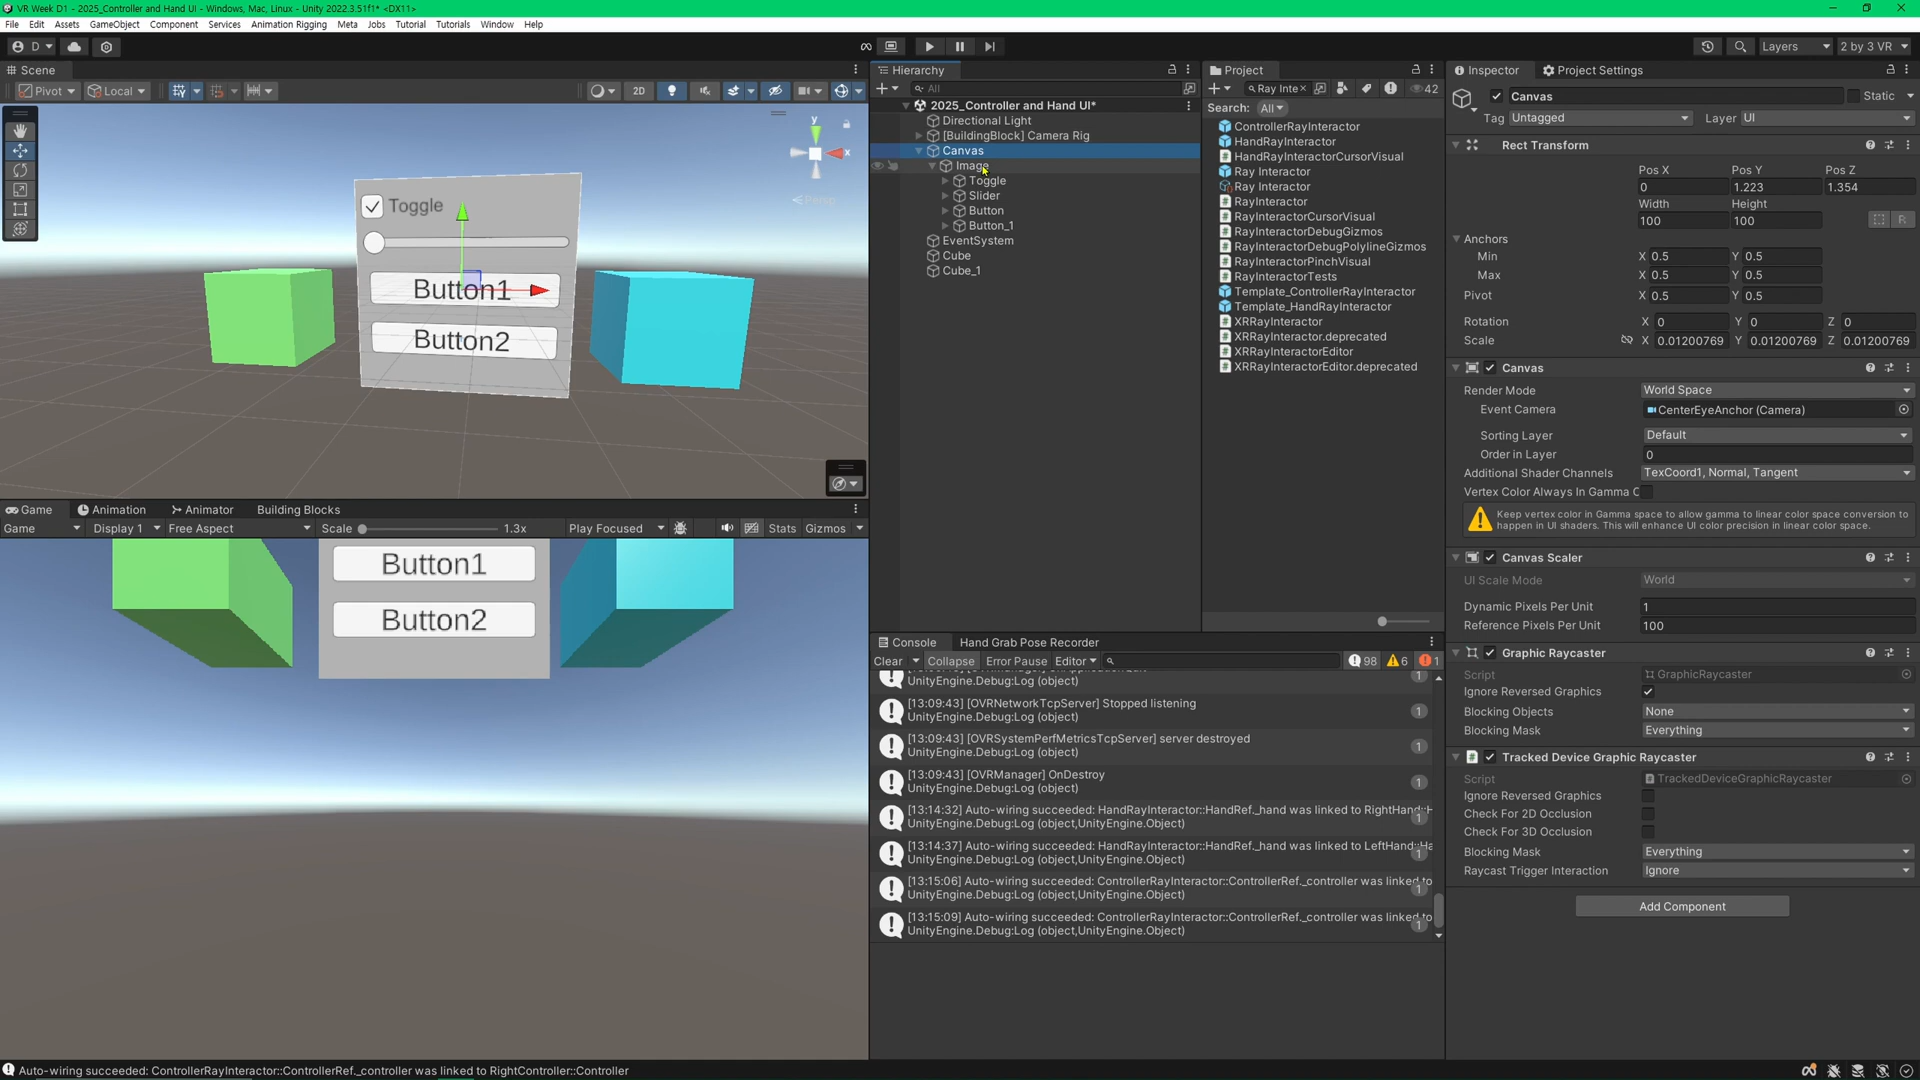 VR Week D1 - 2025_Controller and Hand UI - Windows, Mac, Linux - Unity 2022.3.51f1* <DX11>
File Edit Assets GameObject Component Services Animation Rigging Meta Jobs Tutorial Tutorials Window Help
D
Layers
2 by 3 VR
Scene
Pivot Local
2D
y
x
Persp
Toggle
Button1
Button2
Game Animation Animator Building Blocks
Game Display 1 Free Aspect Scale 1.3x Play Focused Stats Gizmos
Button1
Button2
Hierarchy
All
2025_Controller and Hand UI*
Directional Light
[BuildingBlock] Camera Rig
Canvas
Image
Toggle
Slider
Button
Button_1
EventSystem
Cube
Cube_1
Project
Ray Inte
42
Search: All
ControllerRayInteractor
HandRayInteractor
HandRayInteractorCursorVisual
Ray Interactor
Ray Interactor
RayInteractor
RayInteractorCursorVisual
RayInteractorDebugGizmos
RayInteractorDebugPolylineGizmos
RayInteractorPinchVisual
RayInteractorTests
Template_ControllerRayInteractor
Template_HandRayInteractor
XRRayInteractor
XRRayInteractor.deprecated
XRRayInteractorEditor
XRRayInteractorEditor.deprecated
Console Hand Grab Pose Recorder
Clear Collapse Error Pause Editor 98 6 1
UnityEngine.Debug:Log (object) 1
[13:09:43] [OVRNetworkTcpServer] Stopped listening
UnityEngine.Debug:Log (object) 1
[13:09:43] [OVRSystemPerfMetricsTcpServer] server destroyed
UnityEngine.Debug:Log (object) 1
[13:09:43] [OVRManager] OnDestroy
UnityEngine.Debug:Log (object) 1
[13:14:32] Auto-wiring succeeded: HandRayInteractor::HandRef._hand was linked to RightHand::H
UnityEngine.Debug:Log (object,UnityEngine.Object) 1
[13:14:37] Auto-wiring succeeded: HandRayInteractor::HandRef._hand was linked to LeftHand::Ha
UnityEngine.Debug:Log (object,UnityEngine.Object) 1
[13:15:06] Auto-wiring succeeded: ControllerRayInteractor::ControllerRef._controller was linked to
UnityEngine.Debug:Log (object,UnityEngine.Object) 1
[13:15:09] Auto-wiring succeeded: ControllerRayInteractor::ControllerRef._controller was linked to
UnityEngine.Debug:Log (object,UnityEngine.Object) 1
Inspector Project Settings
Canvas Static
Tag Untagged Layer UI
Rect Transform
Pos X Pos Y Pos Z
0 1.223 1.354
Width Height
100 100
R
Anchors
Min X 0.5 Y 0.5
Max X 0.5 Y 0.5
Pivot X 0.5 Y 0.5
Rotation X 0 Y 0 Z 0
Scale X 0.01200769 Y 0.01200769 Z 0.01200769
Canvas
Render Mode World Space
Event Camera CenterEyeAnchor (Camera)
Sorting Layer Default
Order in Layer 0
Additional Shader Channels TexCoord1, Normal, Tangent
Vertex Color Always In Gamma C
Keep vertex color in Gamma space to allow gamma to linear color space conversion to
happen in UI shaders. This will enhance UI color precision in linear color space.
Canvas Scaler
UI Scale Mode World
Dynamic Pixels Per Unit 1
Reference Pixels Per Unit 100
Graphic Raycaster
Script GraphicRaycaster
Ignore Reversed Graphics
Blocking Objects None
Blocking Mask Everything
Tracked Device Graphic Raycaster
Script TrackedDeviceGraphicRaycaster
Ignore Reversed Graphics
Check For 2D Occlusion
Check For 3D Occlusion
Blocking Mask Everything
Raycast Trigger Interaction Ignore
Add Component
Auto-wiring succeeded: ControllerRayInteractor::ControllerRef._controller was linked to RightController::Controller